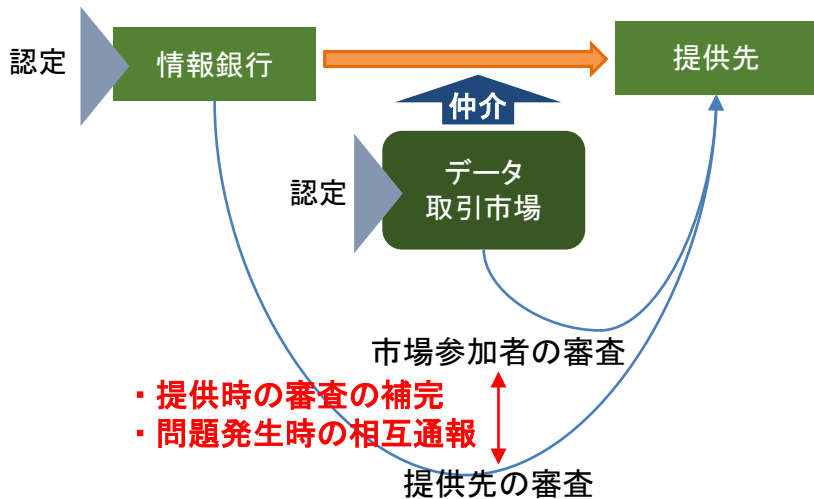 認定
情報銀行
提供先
仲介
認定
データ
取引市場
市場参加者の審査
・提供時の審査の補完
・問題発生時の相互通報
提供先の審査